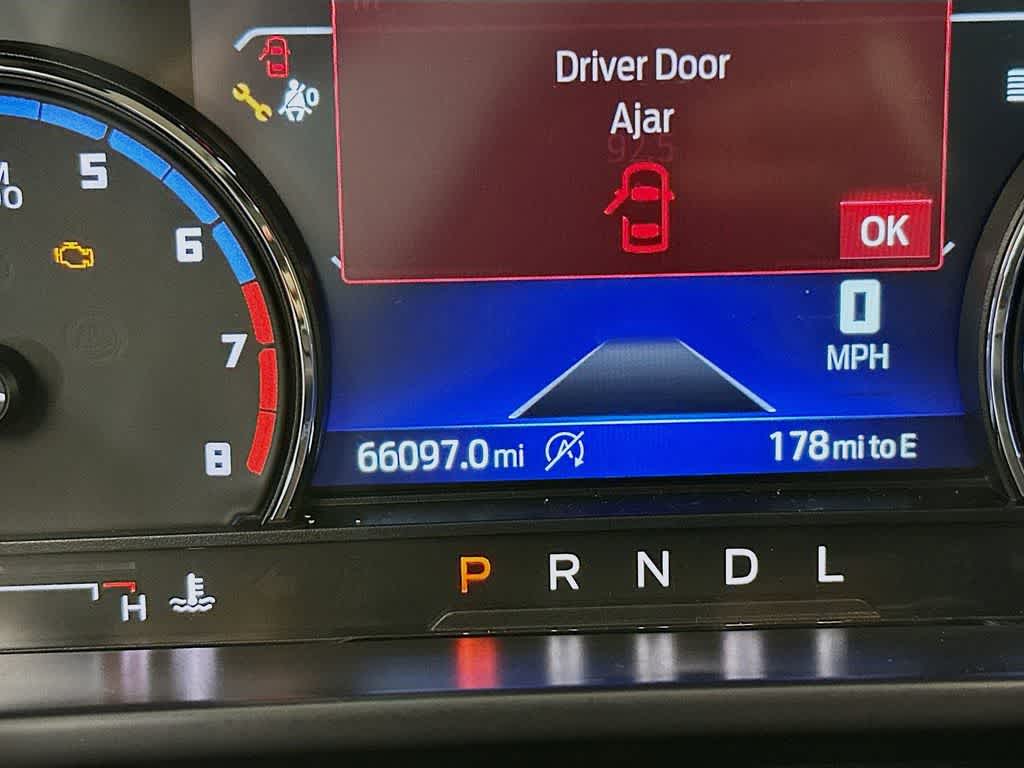 Driver Door
Ajar
OK
5
6
7
8
0
MPH
66097.0 mi
178 mi to E
H
P R N D L